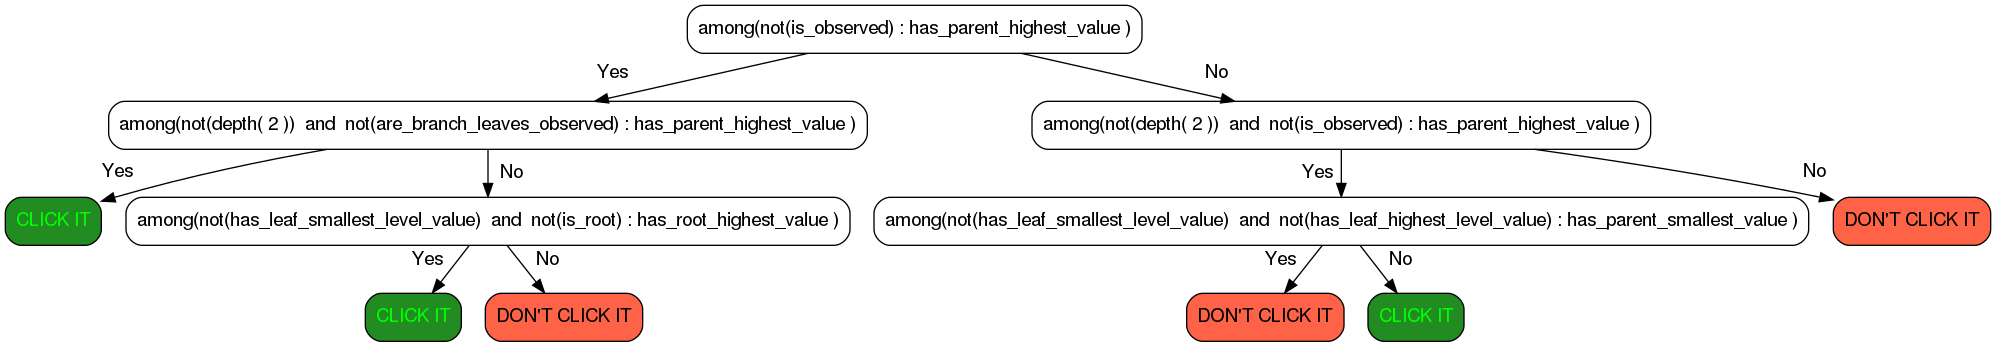 among(not(is_observed) : has_parent_highest_value )
Yes
No
among(not(depth( 2 ))  and  not(are_branch_leaves_observed) : has_parent_highest_value )
among(not(depth( 2 ))  and  not(is_observed) : has_parent_highest_value )
Yes
No
Yes
No
CLICK IT
among(not(has_leaf_smallest_level_value)  and  not(is_root) : has_root_highest_value )
among(not(has_leaf_smallest_level_value)  and  not(has_leaf_highest_level_value) : has_parent_smallest_value )
DON'T CLICK IT
Yes
No
Yes
No
CLICK IT
DON'T CLICK IT
DON'T CLICK IT
CLICK IT